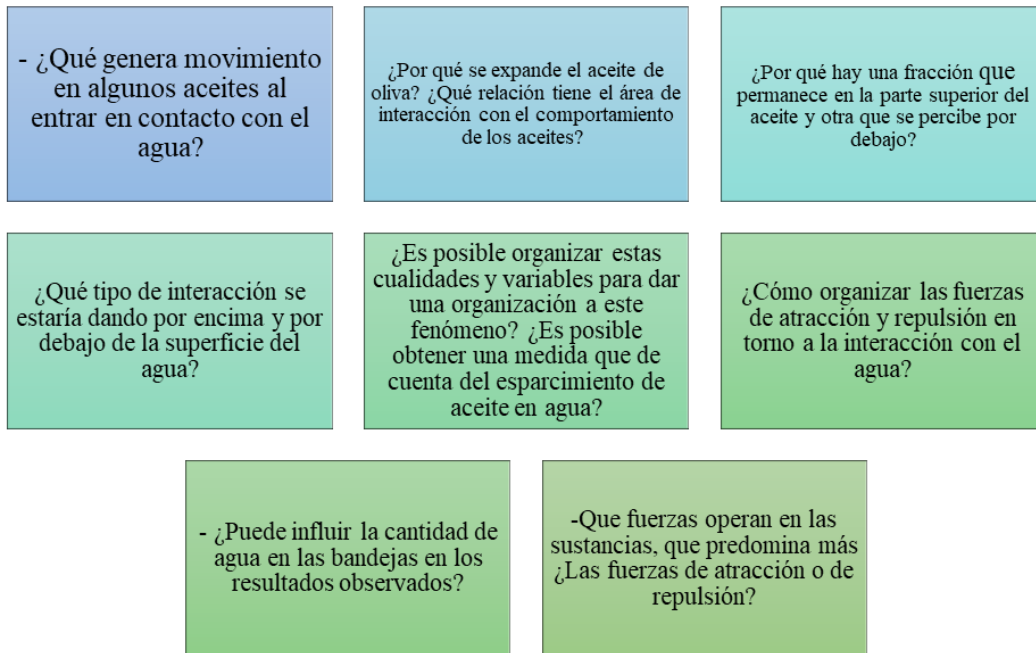 - ¿Qué genera movimiento
en algunos aceites al
entrar en contacto con el
agua?
¿Por qué se expande el aceite de
oliva? ¿Qué relación tiene el área de
interacción con el comportamiento
de los aceites?
¿Por qué hay una fracción que
permanece en la parte superior del
aceite y otra que se percibe por
debajo?
¿Qué tipo de interacción se
estaría dando por encima y por
debajo de la superficie del
agua?
¿Es posible organizar estas
cualidades y variables para dar
una organización a este
fenómeno? ¿Es posible
obtener una medida que de
cuenta del esparcimiento de
aceite en agua?
¿Cómo organizar las fuerzas
de atracción y repulsión en
torno a la interacción con el
agua?
- ¿Puede influir la cantidad de
agua en las bandejas en los
resultados observados?
-Que fuerzas operan en las
sustancias, que predomina más
¿Las fuerzas de atracción o de
repulsión?